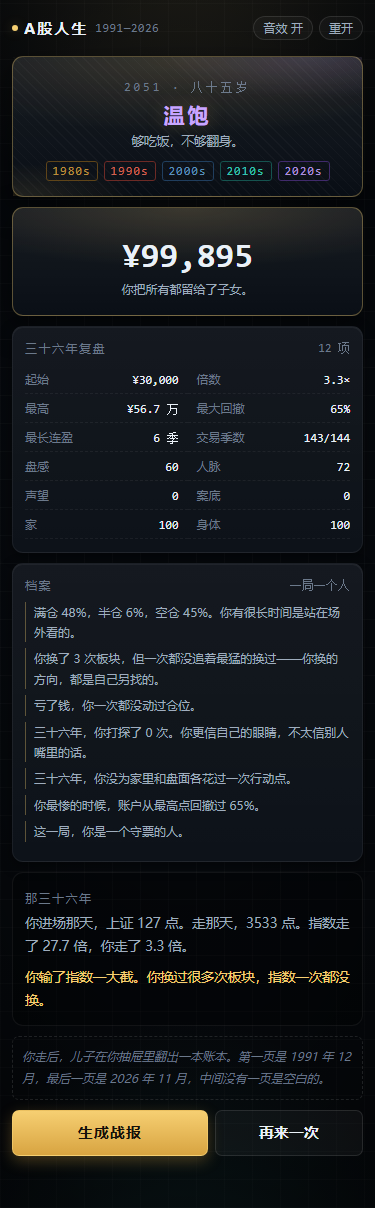 A股人生 1991—2026 音效 开 重开
2051 · 八十五岁
温饱
够吃饭，不够翻身。
1980s 1990s 2000s 2010s 2020s
¥99,895
你把所有都留给了子女。
三十六年复盘 12 项
起始 ¥30,000 倍数 3.3×
最高 ¥56.7 万 最大回撤 65%
最长连盈 6 季 交易季数 143/144
盘感 60 人脉 72
声望 0 案底 0
家 100 身体 100
档案 一局一个人
满仓 48%，半仓 6%，空仓 45%。你有很长时间是站在场
外看的。
你换了 3 次板块，但一次都没追着最猛的换过——你换的
方向，都是自己另找的。
亏了钱，你一次都没动过仓位。
三十六年，你打探了 0 次。你更信自己的眼睛，不太信别人
嘴里的话。
三十六年，你没为家里和盘面各花过一次行动点。
你最惨的时候，账户从最高点回撤过 65%。
这一局，你是一个守票的人。
那三十六年
你进场那天，上证 127 点。走那天，3533 点。指数走
了 27.7 倍，你走了 3.3 倍。
你输了指数一大截。你换过很多次板块，指数一次都没
换。
你走后，儿子在你抽屉里翻出一本账本。第一页是 1991 年 12
月，最后一页是 2026 年 11 月，中间没有一页是空白的。
生成战报 再来一次